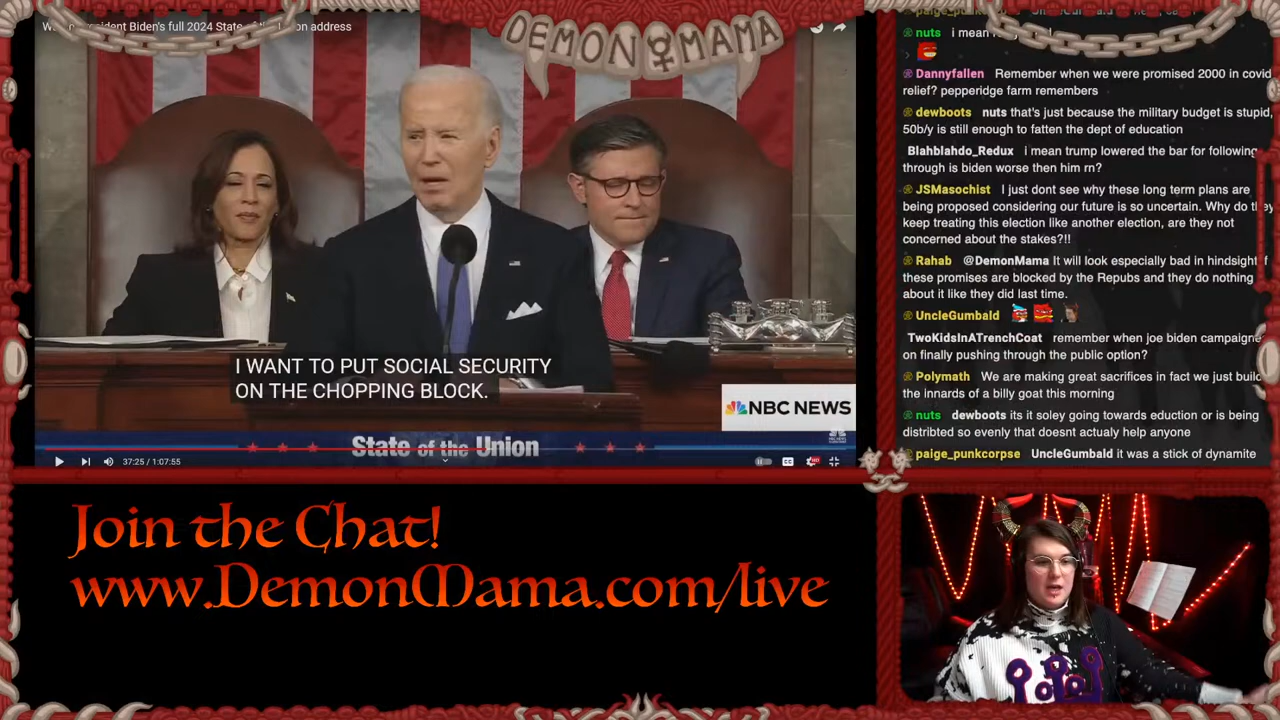 President Biden's full 2024 State of the Union address
DEMON MAMA
I WANT TO PUT SOCIAL SECURITY
ON THE CHOPPING BLOCK.
NBC NEWS
State of the Union
37:25 / 1:07:55
CC
HD
nuts i mean
Dannyfallen Remember when we were promised 2000 in covid
relief? pepperidge farm remembers
dewboots nuts that's just because the military budget is stupid,
50b/y is still enough to fatten the dept of education
Blahblahdo_Redux i mean trump lowered the bar for following
through is biden worse then him rn?
JSMasochist I just dont see why these long term plans are
being proposed considering our future is so uncertain. Why do they
keep treating this election like another election, are they not
concerned about the stakes?!!
Rahab @DemonMama It will look especially bad in hindsight if
these promises are blocked by the Repubs and they do nothing
about it like they did last time.
UncleGumbald
TwoKidsInATrenchCoat remember when joe biden campaigne
on finally pushing through the public option?
Polymath We are making great sacrifices in fact we just build
the innards of a billy goat this morning
nuts dewboots its it soley going towards eduction or is being
distribted so evenly that doesnt actualy help anyone
paige_punkcorpse UncleGumbald it was a stick of dynamite
Join the Chat!
www.DemonMama.com/live